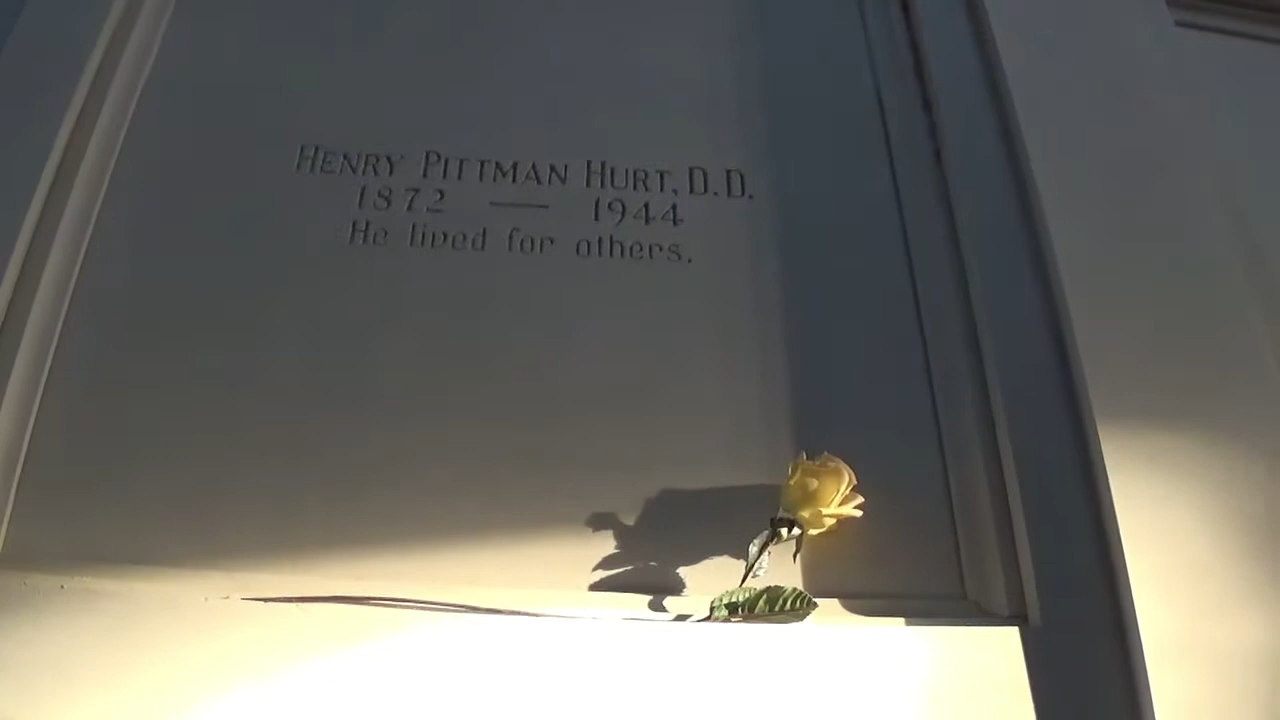 HENRY PITTMAN HURT, D.D.
1872 — 1944
He lived for others.